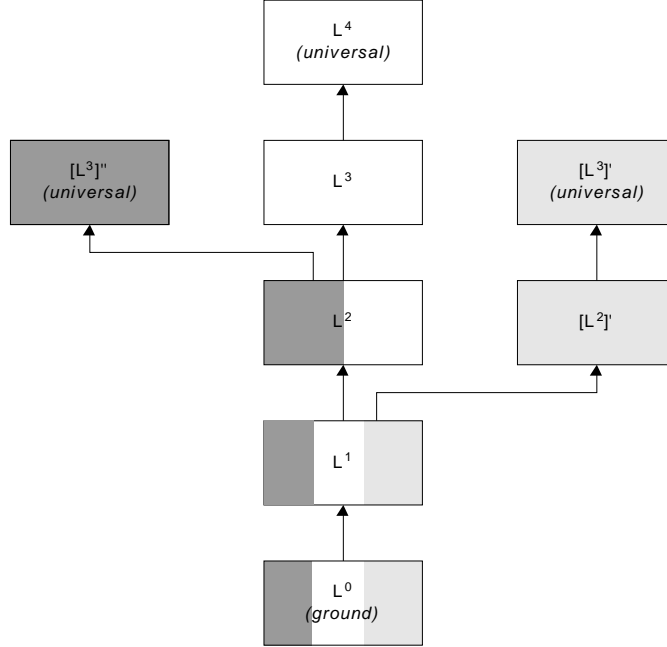 L⁴
(universal)
[L³]''
(universal)
L³
[L³]'
(universal)
L²
[L²]'
L¹
L⁰
(ground)